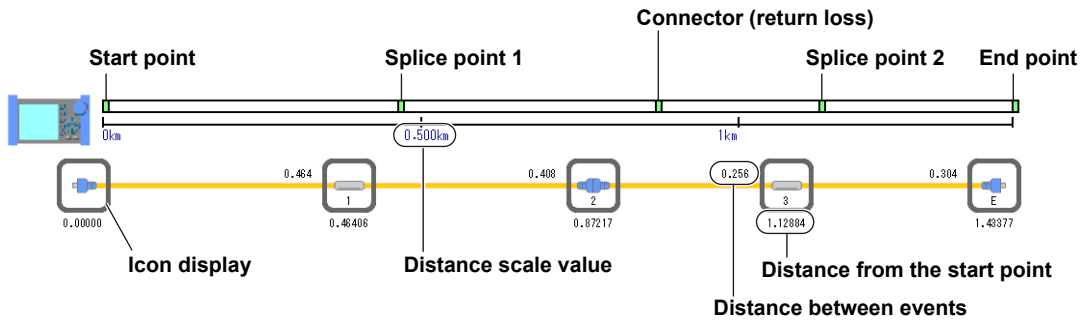 Connector (return loss)
Start point
Splice point 1
Splice point 2
End point
0km
0.500km
1km
0.464
0.408
0.256
0.304
1
2
3
E
0.00000
0.46406
0.87217
1.12884
1.43377
Icon display
Distance scale value
Distance from the start point
Distance between events